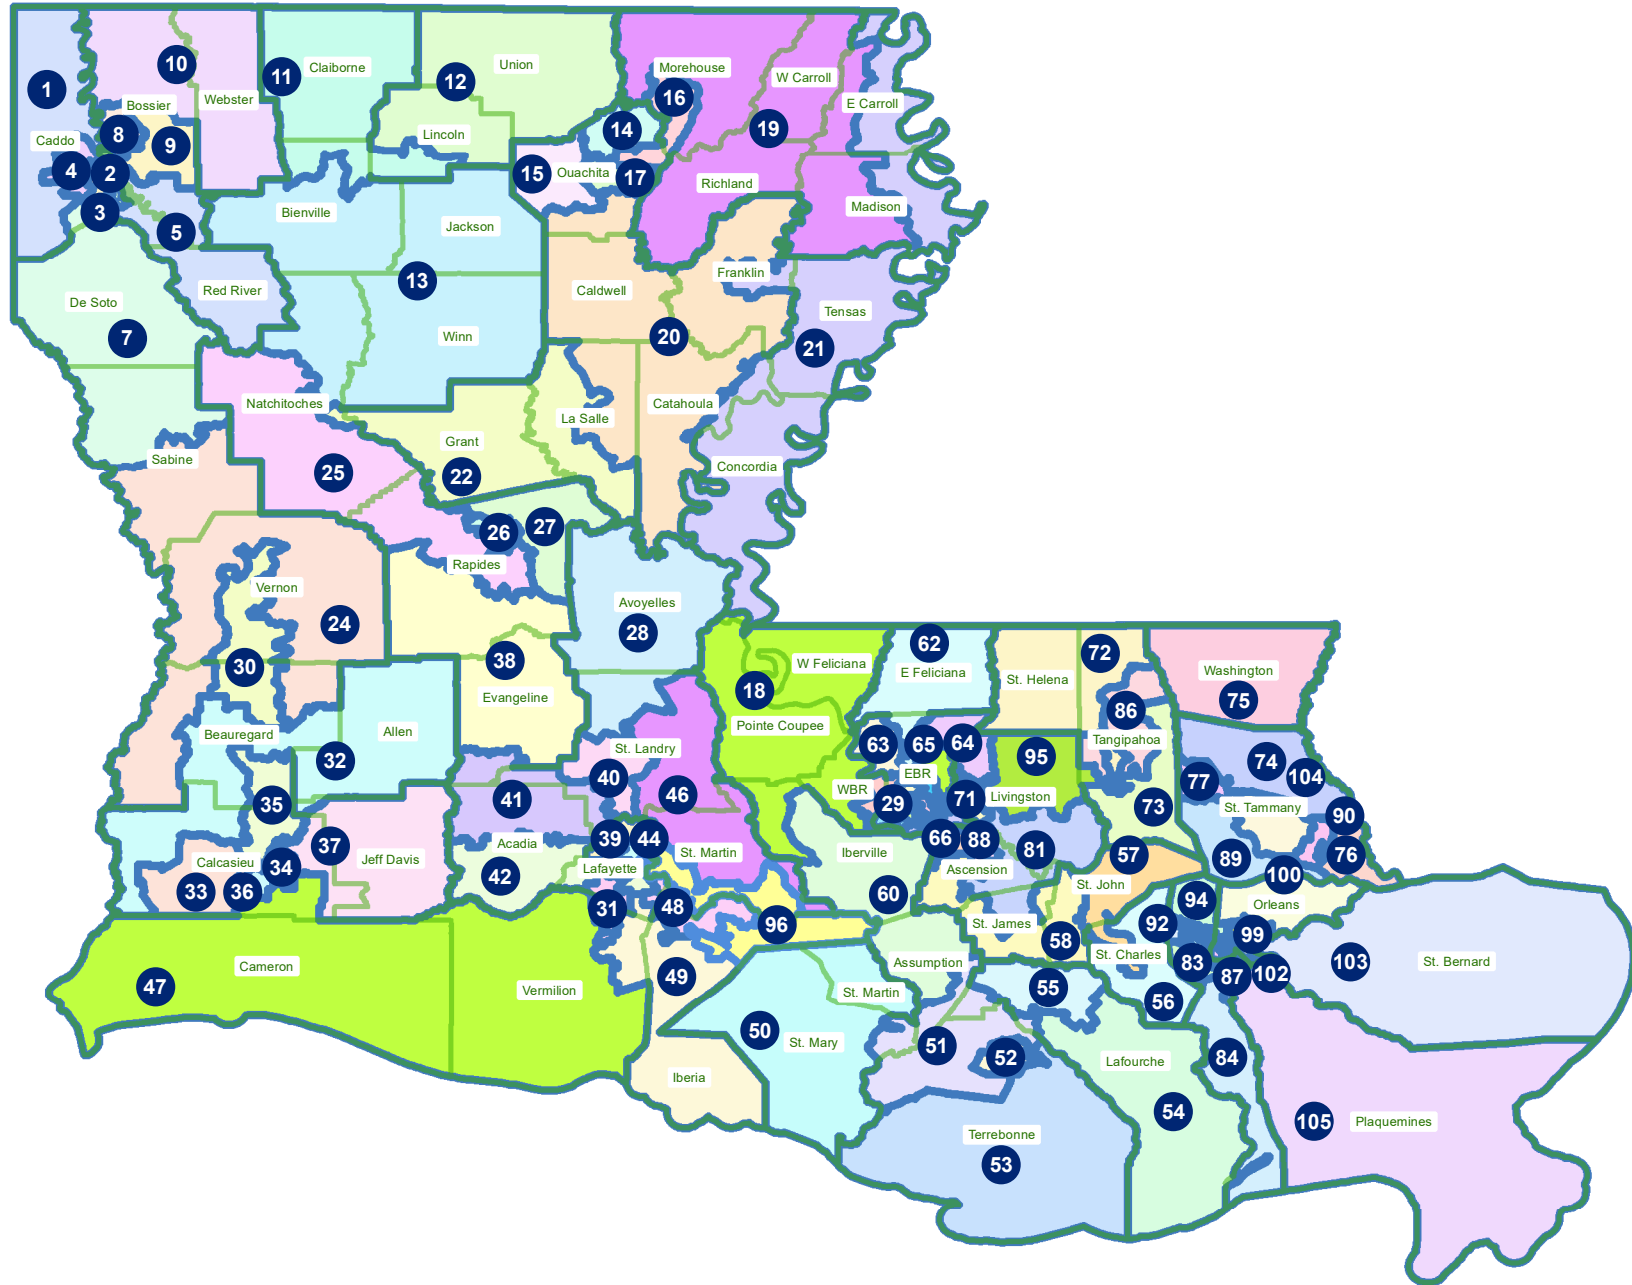 10
1
11
Claiborne
12
Union
Morehouse
W Carroll
16
Bossier
Webster
E Carroll
8
9
Caddo
Lincoln
14
19
4
2
15
Ouachita
17
Richland
3
5
Bienville
Jackson
Madison
De Soto
Red River
13
Caldwell
Franklin
7
Winn
20
Tensas
21
Natchitoches
La Salle
Catahoula
Sabine
Grant
25
22
Concordia
26
27
Rapides
Vernon
24
Avoyelles
28
30
38
Evangeline
62
E Feliciana
72
W Feliciana
St. Helena
Washington
18
75
Pointe Coupee
86
Beauregard
Allen
Tangipahoa
32
St. Landry
63
65
64
95
74
104
40
EBR
77
35
41
46
WBR
29
71
Livingston
73
St. Tammany
90
39
44
66
88
81
57
76
37
Acadia
St. Martin
Iberville
89
34
Calcasieu
Jeff Davis
Lafayette
Ascension
100
33
36
42
60
St. John
94
Orleans
31
48
96
St. James
58
92
99
Cameron
49
Assumption
St. Charles
83
87
102
103
St. Bernard
47
Vermilion
St. Martin
55
56
50
St. Mary
51
52
Lafourche
84
Iberia
54
105
Plaquemines
Terrebonne
53